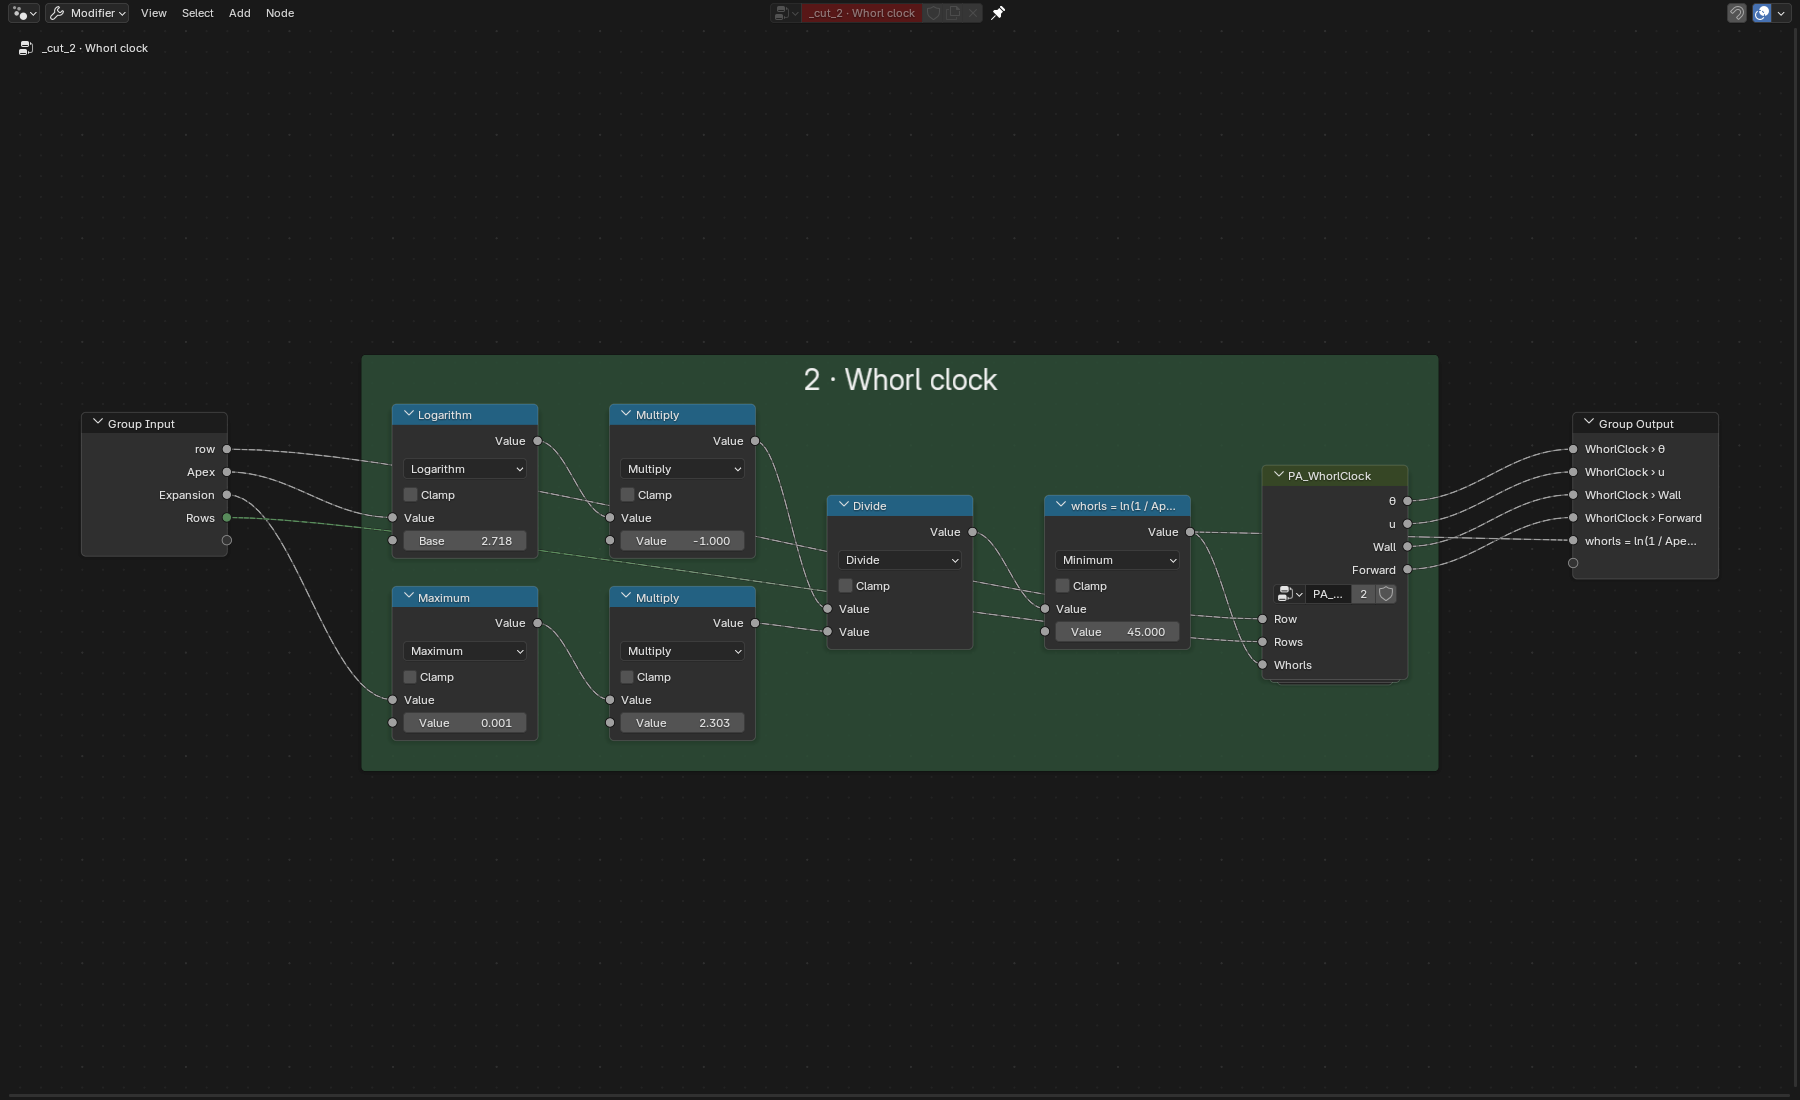 Modifier View Select Add Node
_cut_2 · Whorl clock
_cut_2 · Whorl clock
2 · Whorl clock
Group Input
row
Apex
Expansion
Rows
Logarithm
Value
Logarithm
Clamp
Value
Base 2.718
Multiply
Value
Multiply
Clamp
Value
Value -1.000
Maximum
Value
Maximum
Clamp
Value
Value 0.001
Multiply
Value
Multiply
Clamp
Value
Value 2.303
Divide
Value
Divide
Clamp
Value
Value
whorls = ln(1 / Ap...
Value
Minimum
Clamp
Value
Value 45.000
PA_WhorlClock
θ
u
Wall
Forward
PA_... 2
Row
Rows
Whorls
Group Output
WhorlClock › θ
WhorlClock › u
WhorlClock › Wall
WhorlClock › Forward
whorls = ln(1 / Ape...